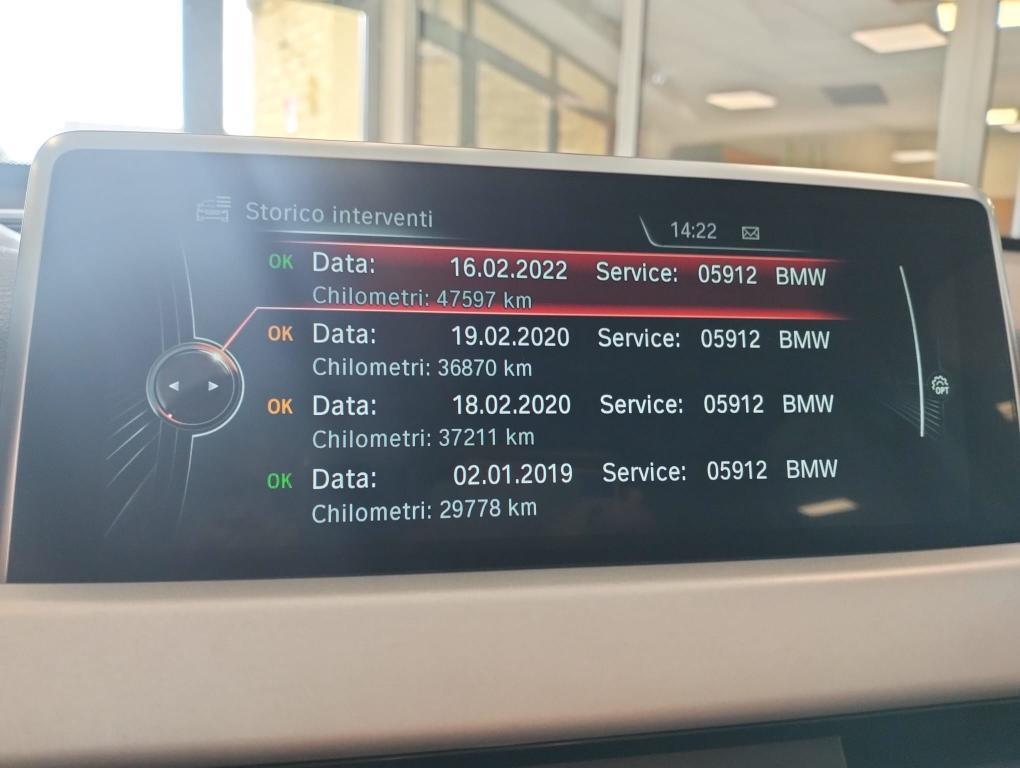 Storico interventi
14:22
OK Data: 16.02.2022 Service: 05912 BMW
Chilometri: 47597 km
OK Data: 19.02.2020 Service: 05912 BMW
Chilometri: 36870 km
OK Data: 18.02.2020 Service: 05912 BMW
Chilometri: 37211 km
OK Data: 02.01.2019 Service: 05912 BMW
Chilometri: 29778 km
OPT